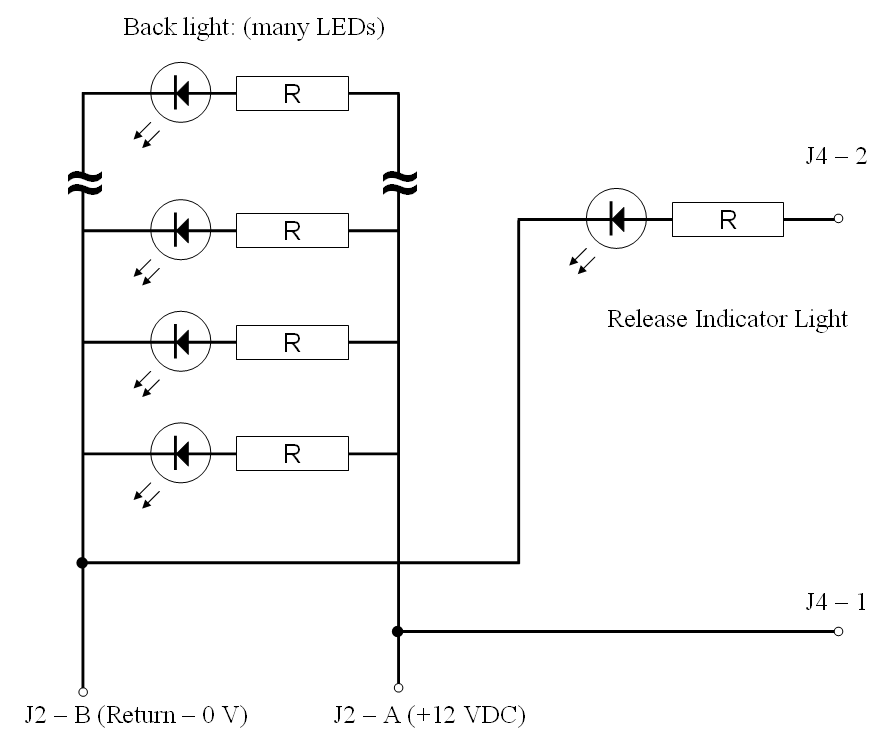 Back light: (many LEDs)
R
J4 – 2
R
R
Release Indicator Light
R
R
J4 – 1
J2 – B (Return – 0 V)
J2 – A (+12 VDC)